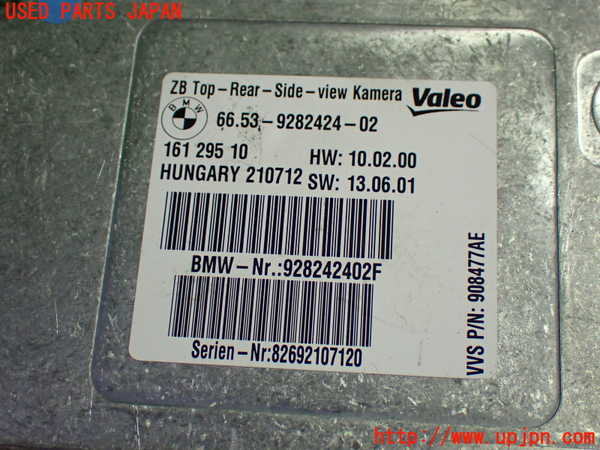 USED PARTS JAPAN
ZB Top-Rear-Side-view Kamera Valeo
BMW 66.53-9282424-02
161 295 10 HW: 10.02.00
HUNGARY 210712 SW: 13.06.01
BMW-Nr.:928242402F
Serien-Nr:82692107120
VVS P/N: 908477AE
http://www.upjpn.com/